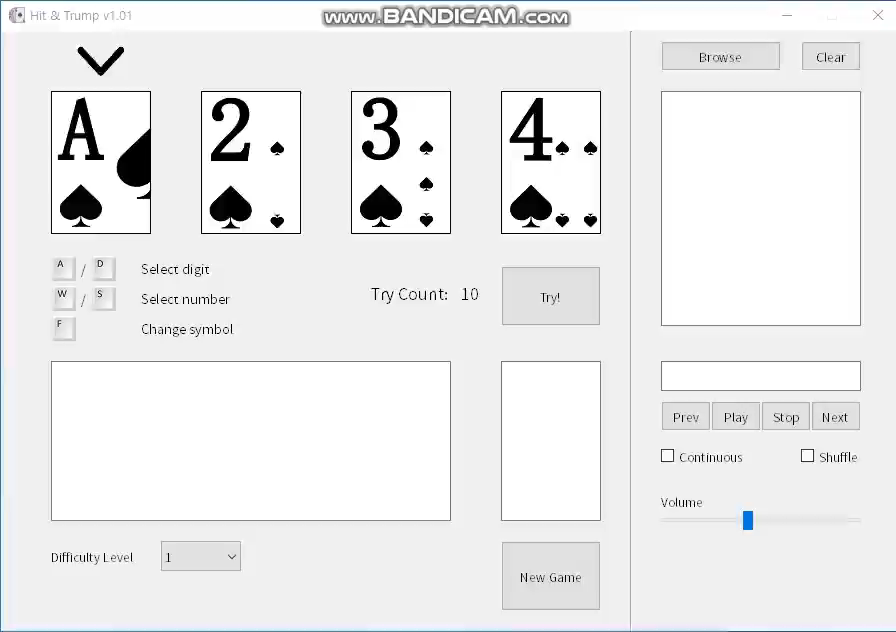 Hit & Trump v1.01
www.BANDICAM.com
Browse
Clear
A
2
3
4
A / D Select digit
W / S Select number
F Change symbol
Try Count: 10
Try!
Prev
Play
Stop
Next
Continuous
Shuffle
Volume
Difficulty Level
1
New Game